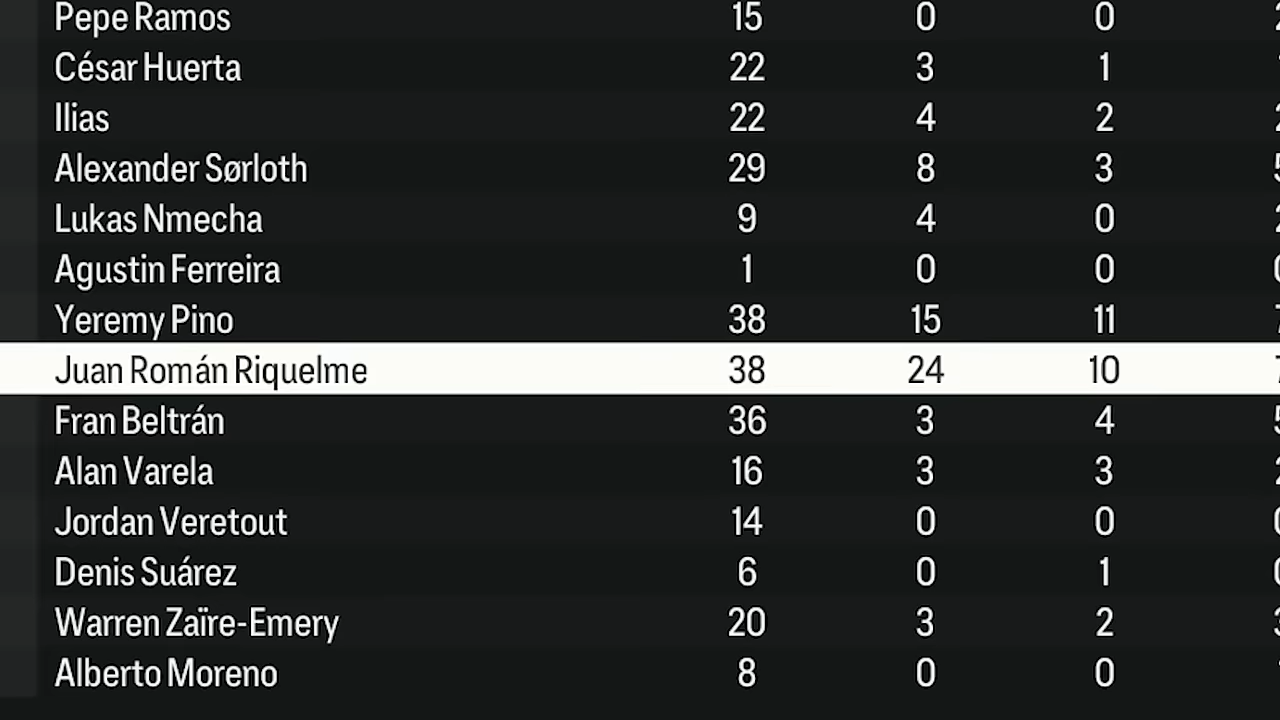 Pepe Ramos 15 0 0
César Huerta 22 3 1
Ilias 22 4 2
Alexander Sørloth 29 8 3
Lukas Nmecha 9 4 0
Agustin Ferreira 1 0 0
Yeremy Pino 38 15 11
Juan Román Riquelme 38 24 10
Fran Beltrán 36 3 4
Alan Varela 16 3 3
Jordan Veretout 14 0 0
Denis Suárez 6 0 1
Warren Zaïre-Emery 20 3 2
Alberto Moreno 8 0 0